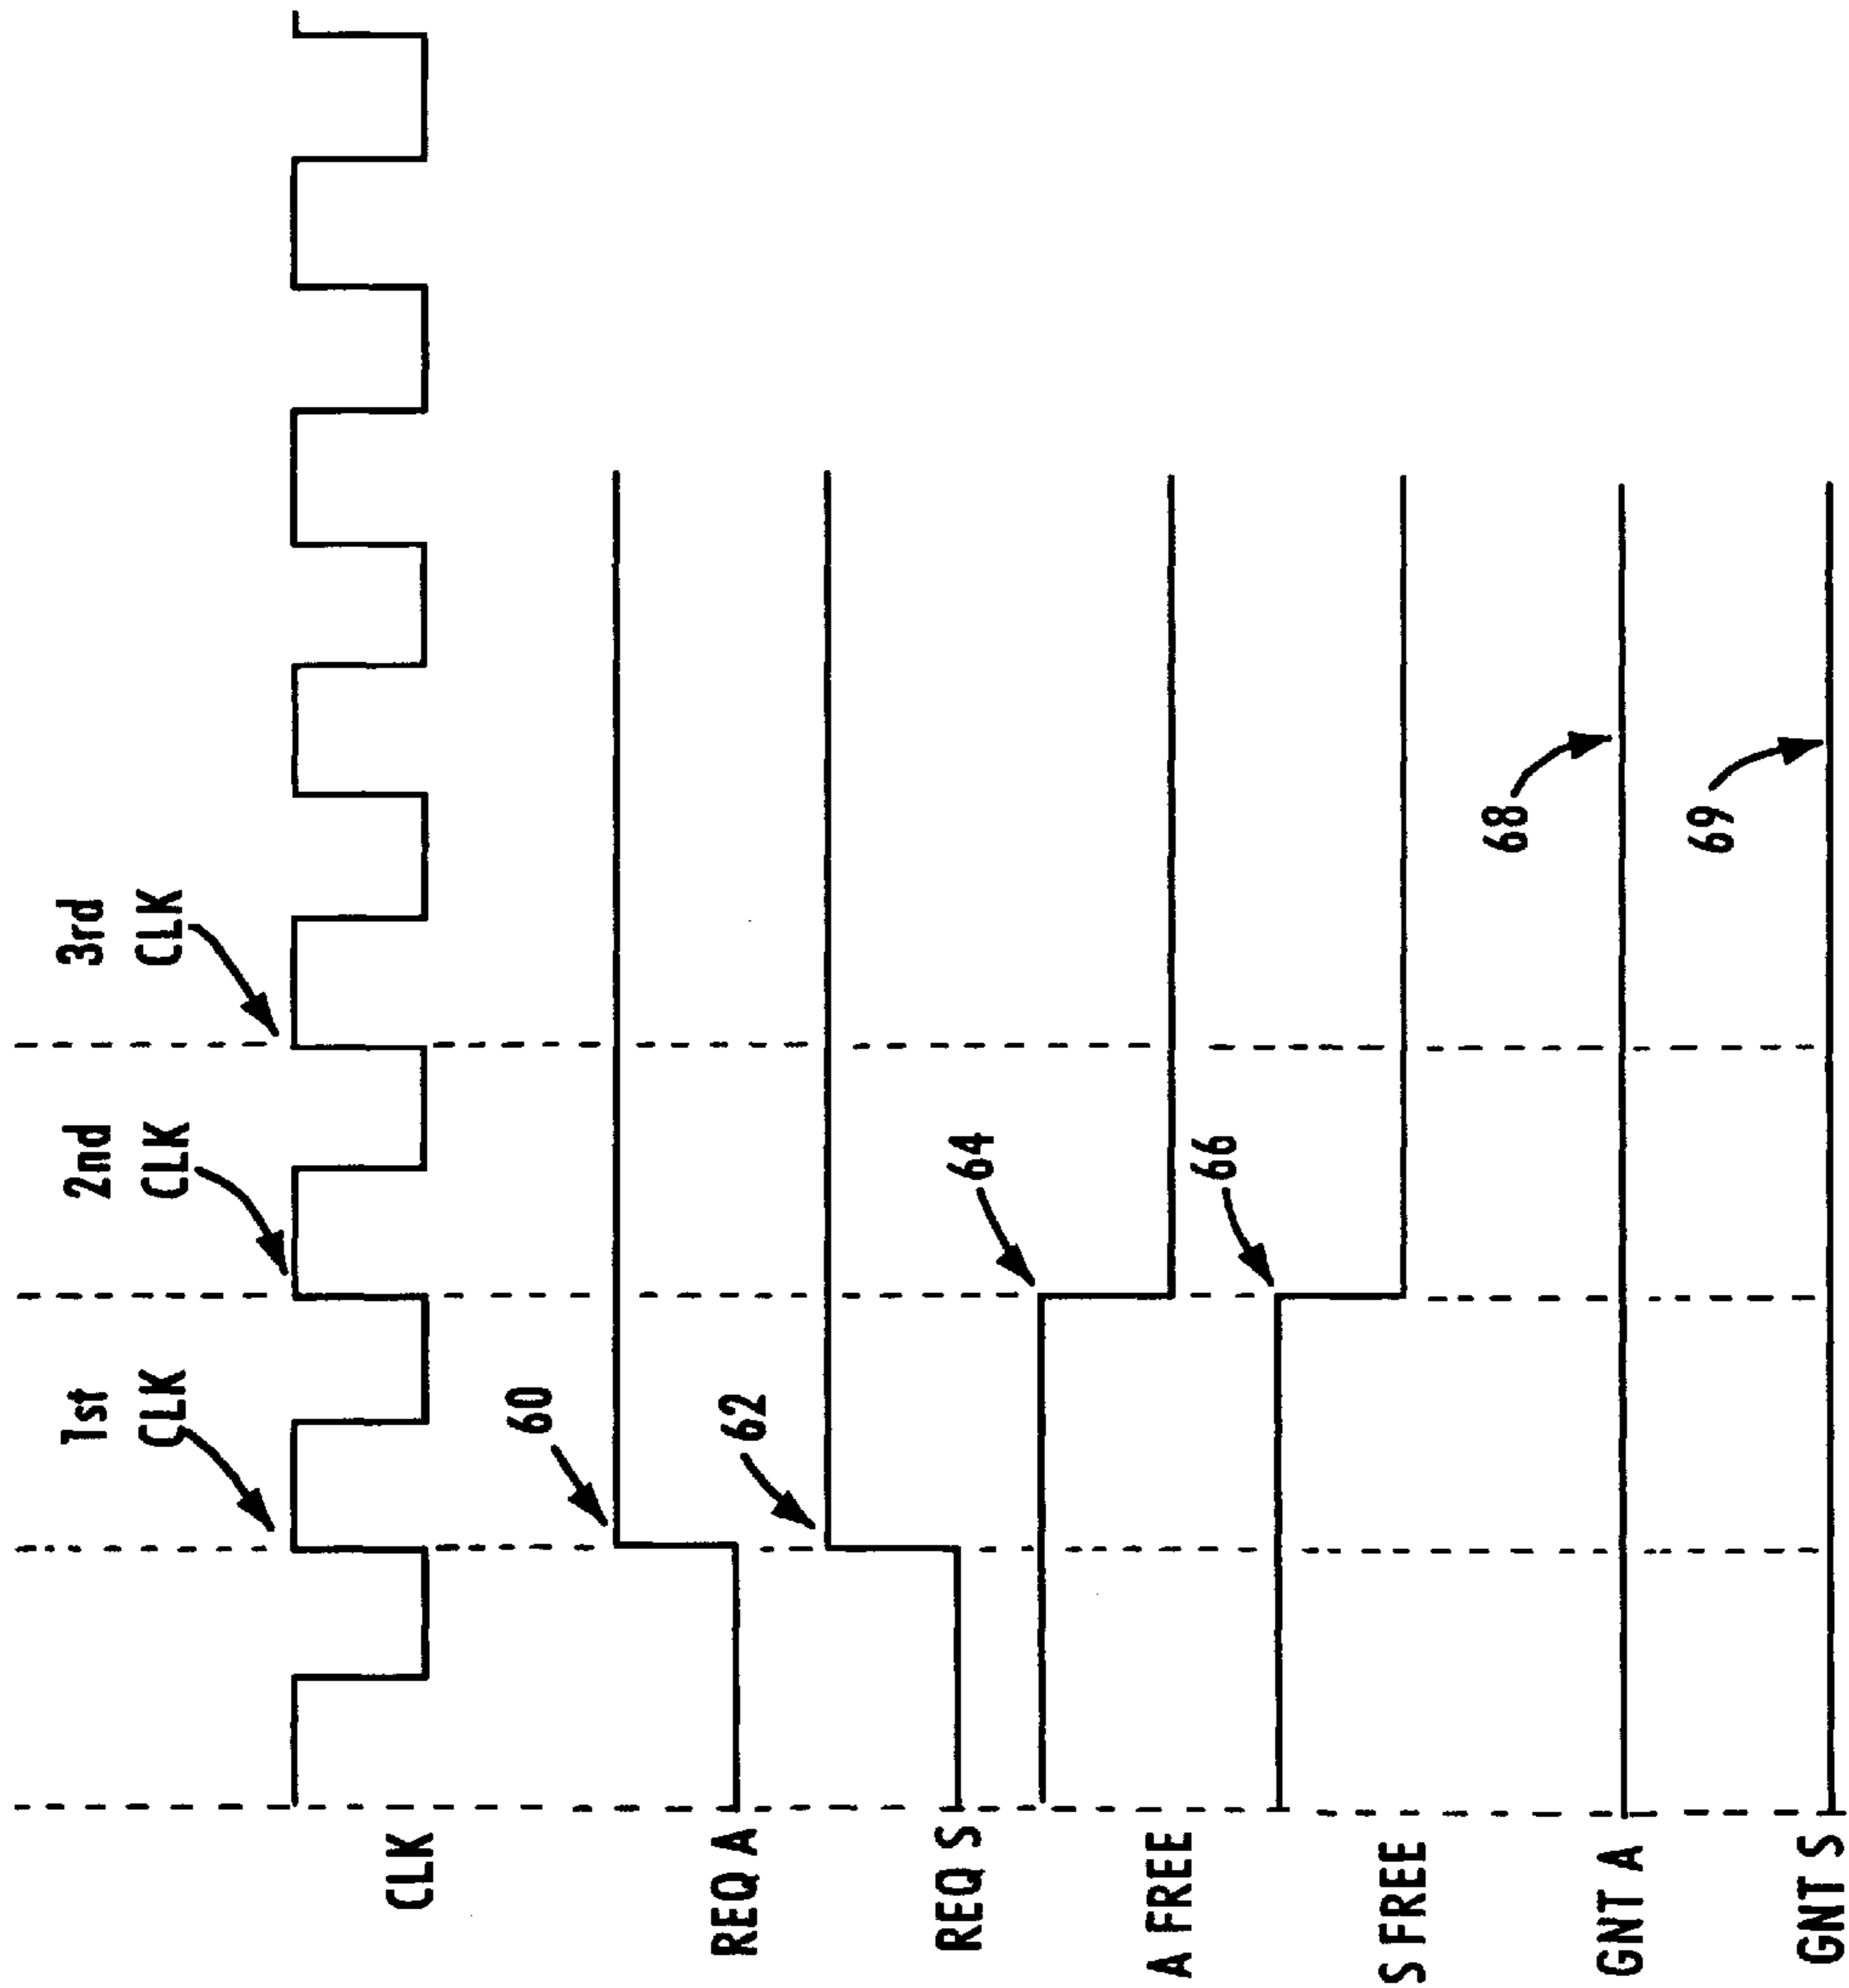 1st
CLK
2nd
CLK
3rd
CLK
CLK
60
REQ A
62
REQ S
64
A FREE
66
S FREE
68
GNT A
69
GNT S